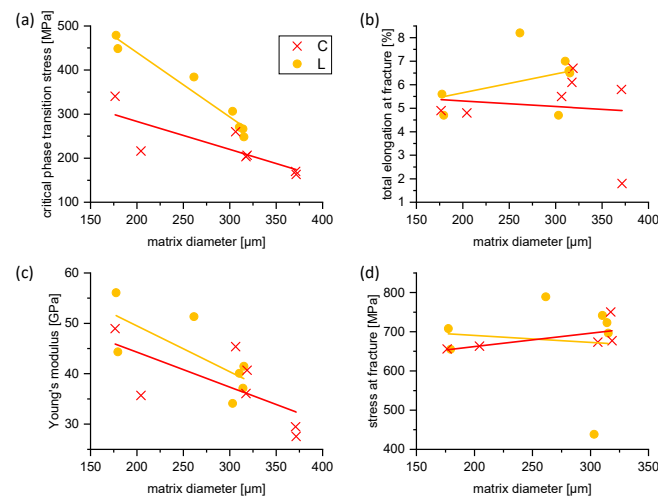 (a)
critical phase transition stress [MPa]
500
400
300
200
100
150 200 250 300 350 400
matrix diameter [µm]
C
L
(b)
total elongation at fracture [%]
8
7
6
5
4
3
2
1
150 200 250 300 350 400
matrix diameter [µm]
(c)
Young's modulus [GPa]
60
50
40
30
150 200 250 300 350 400
matrix diameter [µm]
(d)
stress at fracture [MPa]
800
700
600
500
400
150 200 250 300 350
matrix diameter [µm]